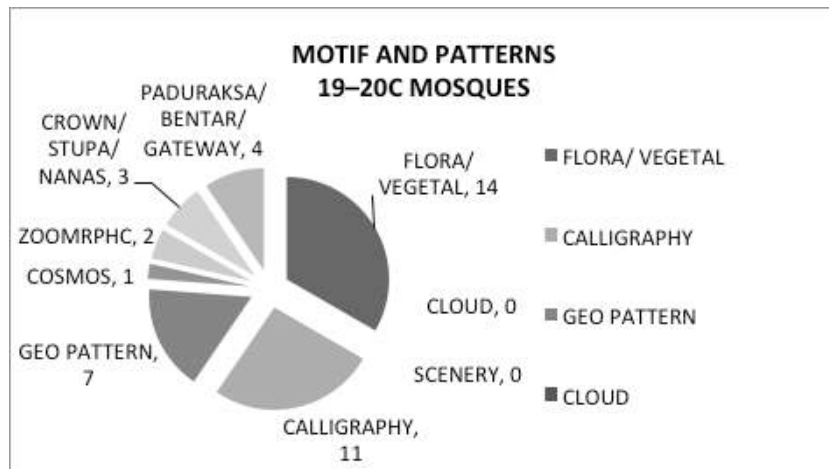 MOTIF AND PATTERNS
19–20C MOSQUES
PADURAKSA/
BENTAR/
GATEWAY, 4
CROWN/
STUPA/
NANAS, 3
ZOOMRPHC, 2
COSMOS, 1
GEO PATTERN,
7
CALLIGRAPHY,
11
FLORA/
VEGETAL, 14
CLOUD, 0
SCENERY, 0
FLORA/ VEGETAL
CALLIGRAPHY
GEO PATTERN
CLOUD